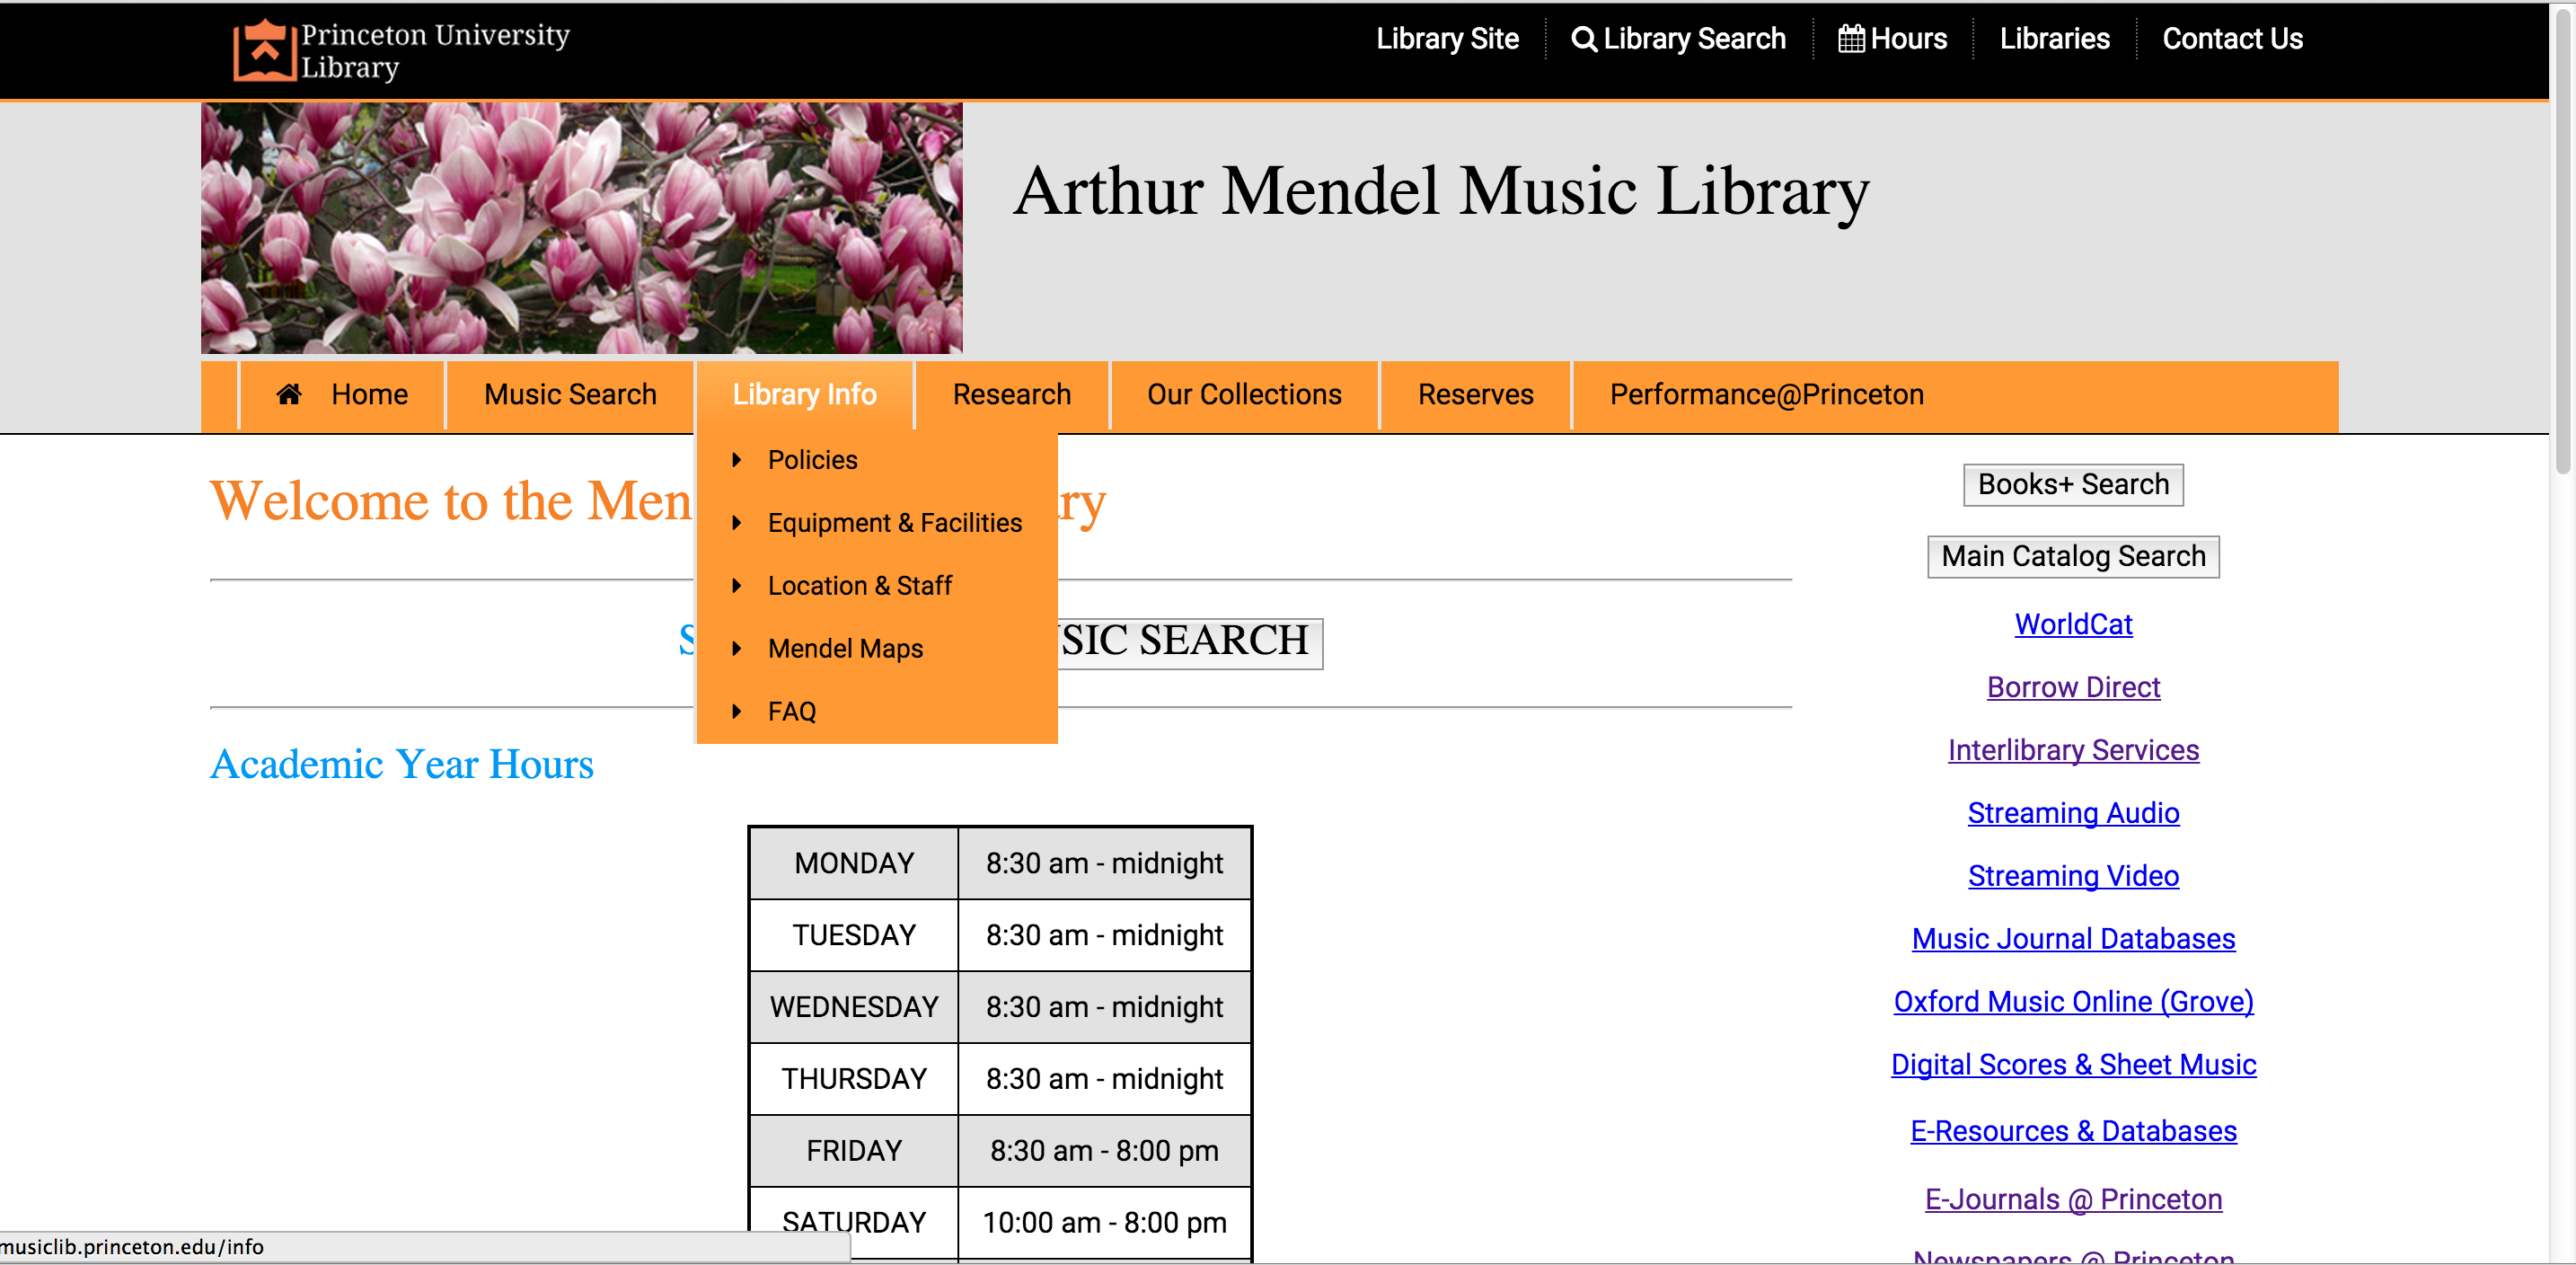 Princeton University
Library
Library Site
Library Search
Hours
Libraries
Contact Us
Arthur Mendel Music Library
Home
Music Search
Library Info
Research
Our Collections
Reserves
Performance@Princeton
Policies
Equipment & Facilities
Location & Staff
Mendel Maps
FAQ
Welcome to the
SEARCH
Academic Year Hours
MONDAY 8:30 am - midnight
TUESDAY 8:30 am - midnight
WEDNESDAY 8:30 am - midnight
THURSDAY 8:30 am - midnight
FRIDAY 8:30 am - 8:00 pm
SATURDAY 10:00 am - 8:00 pm
Books+ Search
Main Catalog Search
WorldCat
Borrow Direct
Interlibrary Services
Streaming Audio
Streaming Video
Music Journal Databases
Oxford Music Online (Grove)
Digital Scores & Sheet Music
E-Resources & Databases
E-Journals @ Princeton
Newspapers @ Princeton
musiclib.princeton.edu/info